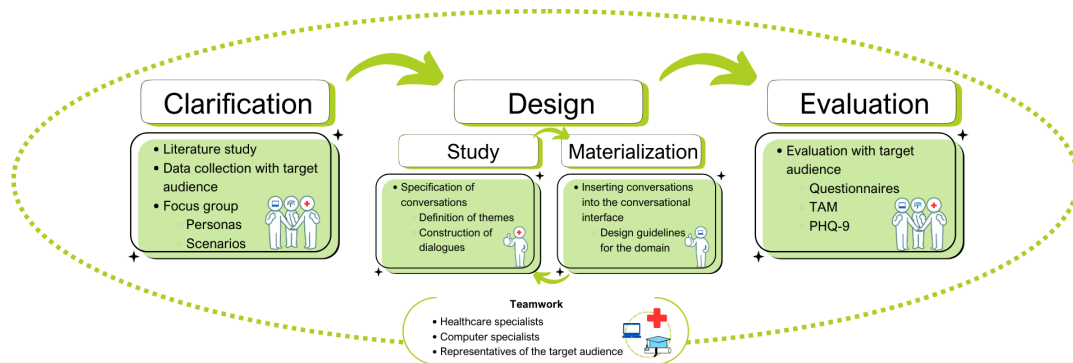 Clarification
• Literature study
• Data collection with target
audience
• Focus group
○ Personas
○ Scenarios
Design
Study
• Specification of
conversations
○ Definition of themes
○ Construction of
dialogues
Materialization
• Inserting conversations
into the conversational
interface
○ Design guidelines
for the domain
Evaluation
• Evaluation with target
audience
○ Questionnaires
○ TAM
○ PHQ-9
Teamwork
• Healthcare specialists
• Computer specialists
• Representatives of the target audience